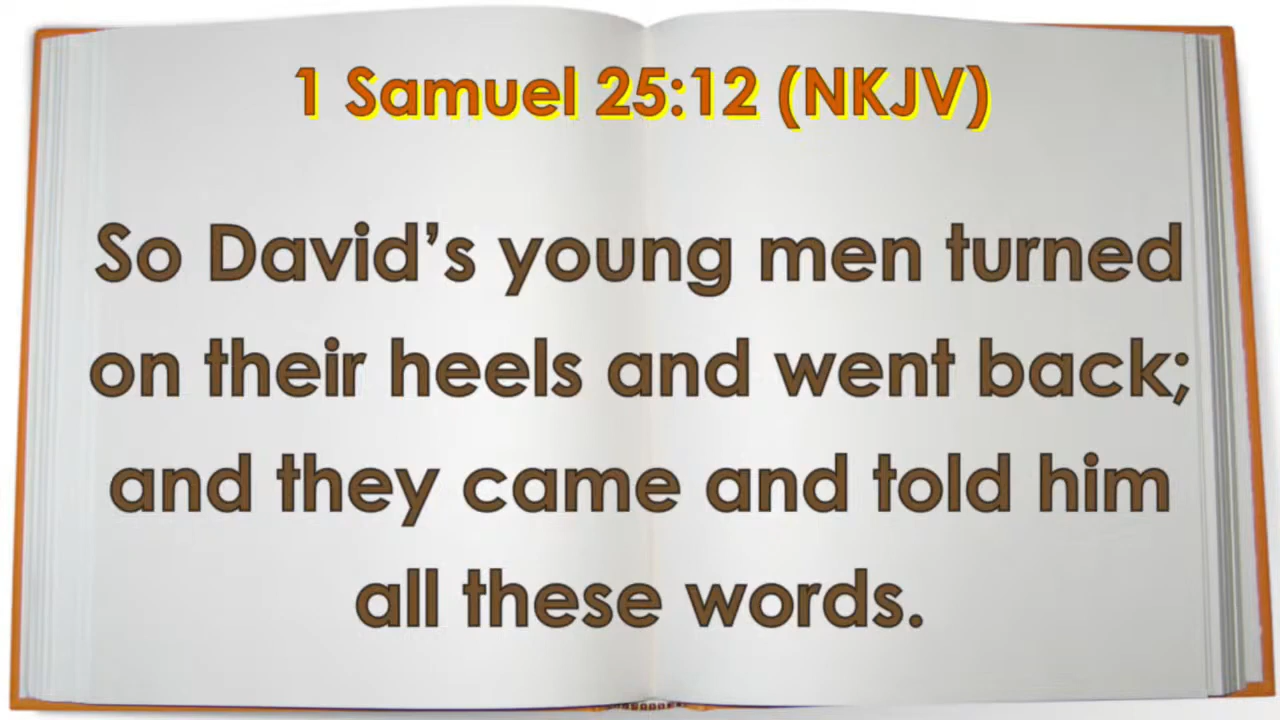 1 Samuel 25:12 (NKJV)
So David’s young men turned
on their heels and went back;
and they came and told him
all these words.